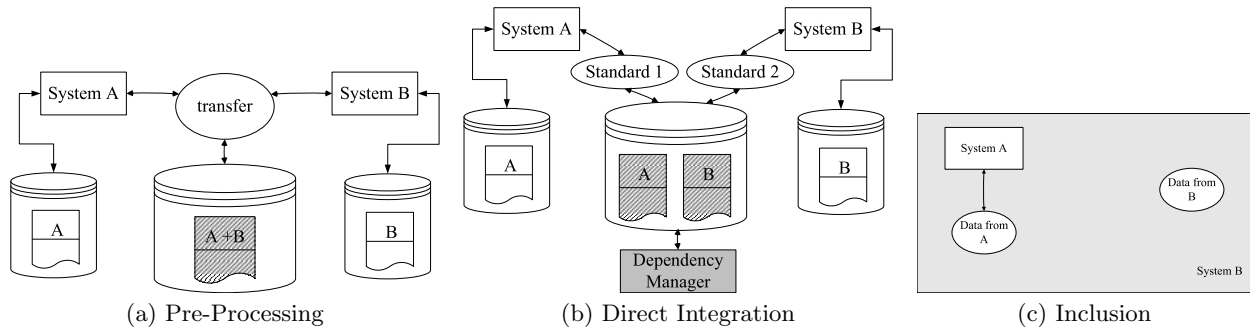 System A
transfer
System B
A
A +B
B
(a) Pre-Processing
System A
System B
Standard 1
Standard 2
A
A
B
B
Dependency
Manager
(b) Direct Integration
System A
Data from
B
Data from
A
System B
(c) Inclusion